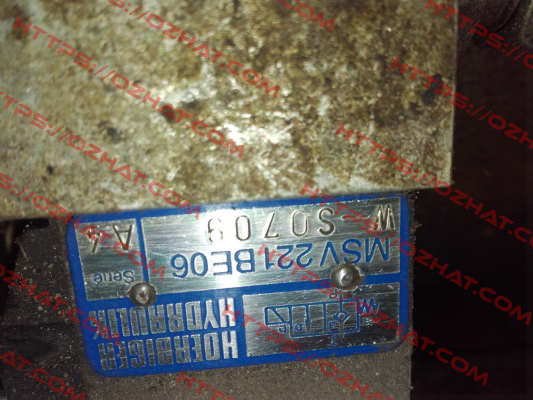 HOERBIGER
HYDRAULIK
MSV 221 BE06
Serie
W-S0709
A4
HTTPS://OZHAT.COM